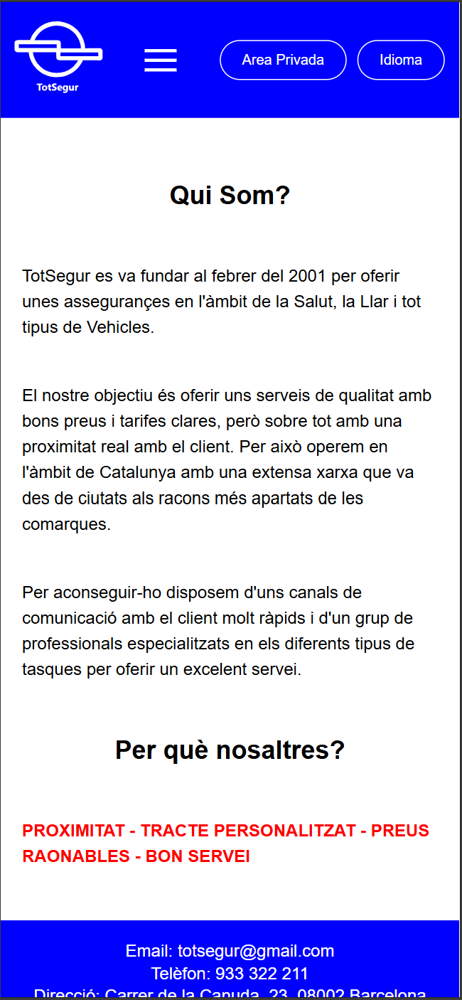 TotSegur
Area Privada
Idioma
Qui Som?
TotSegur es va fundar al febrer del 2001 per oferir
unes assegurançes en l'àmbit de la Salut, la Llar i tot
tipus de Vehicles.
El nostre objectiu és oferir uns serveis de qualitat amb
bons preus i tarifes clares, però sobre tot amb una
proximitat real amb el client. Per això operem en
l'àmbit de Catalunya amb una extensa xarxa que va
des de ciutats als racons més apartats de les
comarques.
Per aconseguir-ho disposem d'uns canals de
comunicació amb el client molt ràpids i d'un grup de
professionals especialitzats en els diferents tipus de
tasques per oferir un excelent servei.
Per què nosaltres?
PROXIMITAT - TRACTE PERSONALITZAT - PREUS
RAONABLES - BON SERVEI
Email: totsegur@gmail.com
Telèfon: 933 322 211
Direcció: Carrer de la Canuda, 23, 08002 Barcelona